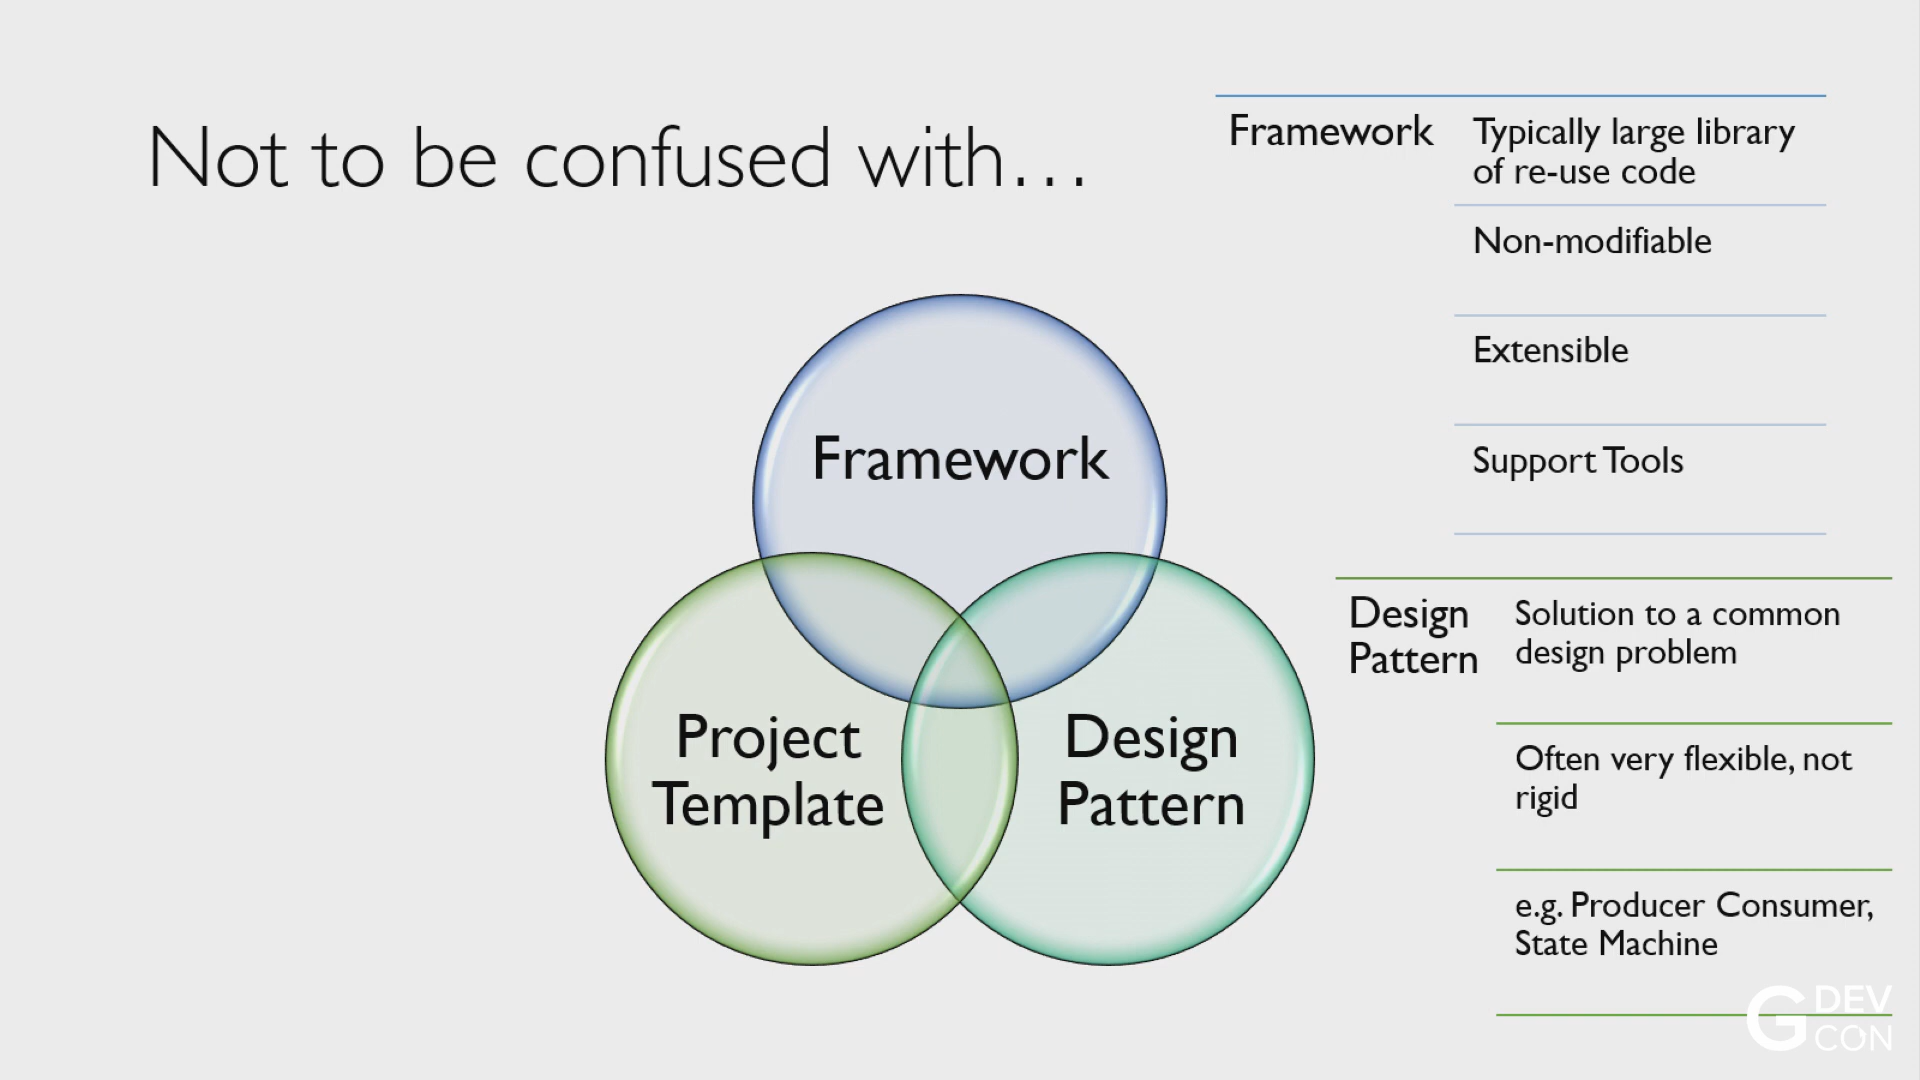 Not to be confused with…
Framework
Project
Template
Design
Pattern
Framework
Typically large library
of re-use code
Non-modifiable
Extensible
Support Tools
Design
Pattern
Solution to a common
design problem
Often very flexible, not
rigid
e.g. Producer Consumer,
State Machine
G DEV
CON